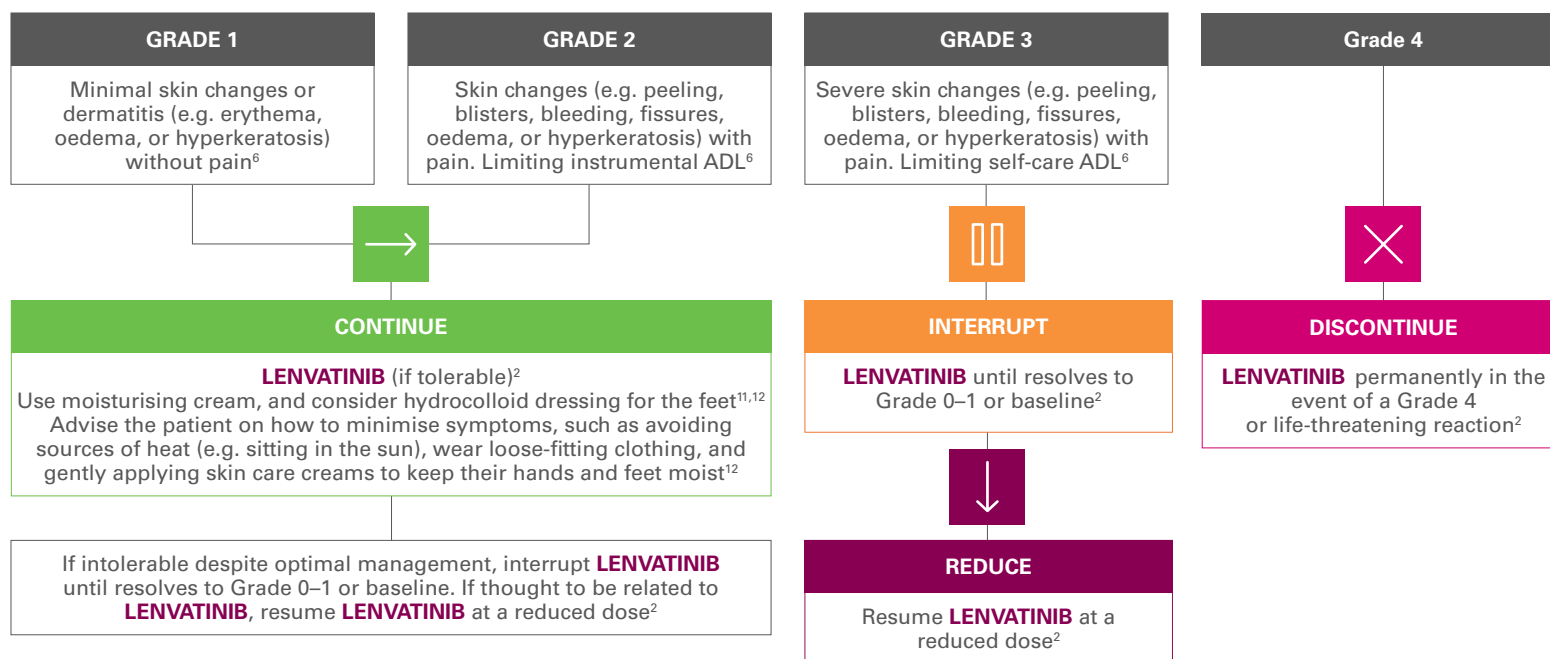 GRADE 1
Minimal skin changes or
dermatitis (e.g. erythema,
oedema, or hyperkeratosis)
without pain6
GRADE 2
Skin changes (e.g. peeling,
blisters, bleeding, fissures,
oedema, or hyperkeratosis) with
pain. Limiting instrumental ADL6
CONTINUE
LENVATINIB (if tolerable)2
Use moisturising cream, and consider hydrocolloid dressing for the feet11,12
Advise the patient on how to minimise symptoms, such as avoiding
sources of heat (e.g. sitting in the sun), wear loose-fitting clothing, and
gently applying skin care creams to keep their hands and feet moist12
If intolerable despite optimal management, interrupt LENVATINIB
until resolves to Grade 0–1 or baseline. If thought to be related to
LENVATINIB, resume LENVATINIB at a reduced dose2
GRADE 3
Severe skin changes (e.g. peeling,
blisters, bleeding, fissures,
oedema, or hyperkeratosis) with
pain. Limiting self-care ADL6
INTERRUPT
LENVATINIB until resolves to
Grade 0–1 or baseline2
REDUCE
Resume LENVATINIB at a
reduced dose2
Grade 4
DISCONTINUE
LENVATINIB permanently in the
event of a Grade 4
or life-threatening reaction2